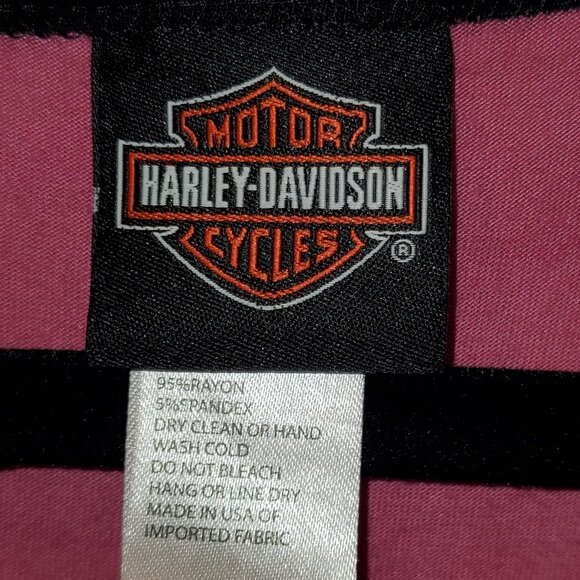 MOTOR
HARLEY-DAVIDSON
CYCLES
®
95%RAYON
5%SPANDEX
DRY CLEAN OR HAND
WASH COLD
DO NOT BLEACH
HANG OR LINE DRY
MADE IN USA OF
IMPORTED FABRIC